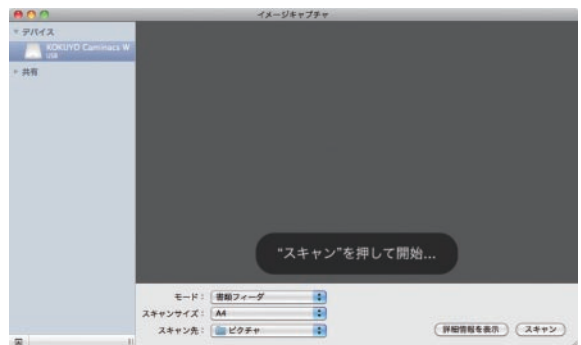 イメージキャプチャ
デバイス
KOKUYO Caminacs W
USB
共有
"スキャン"を押して開始...
モード： 書類フィーダ
スキャンサイズ： A4
スキャン先： ピクチャ
詳細情報を表示 スキャン